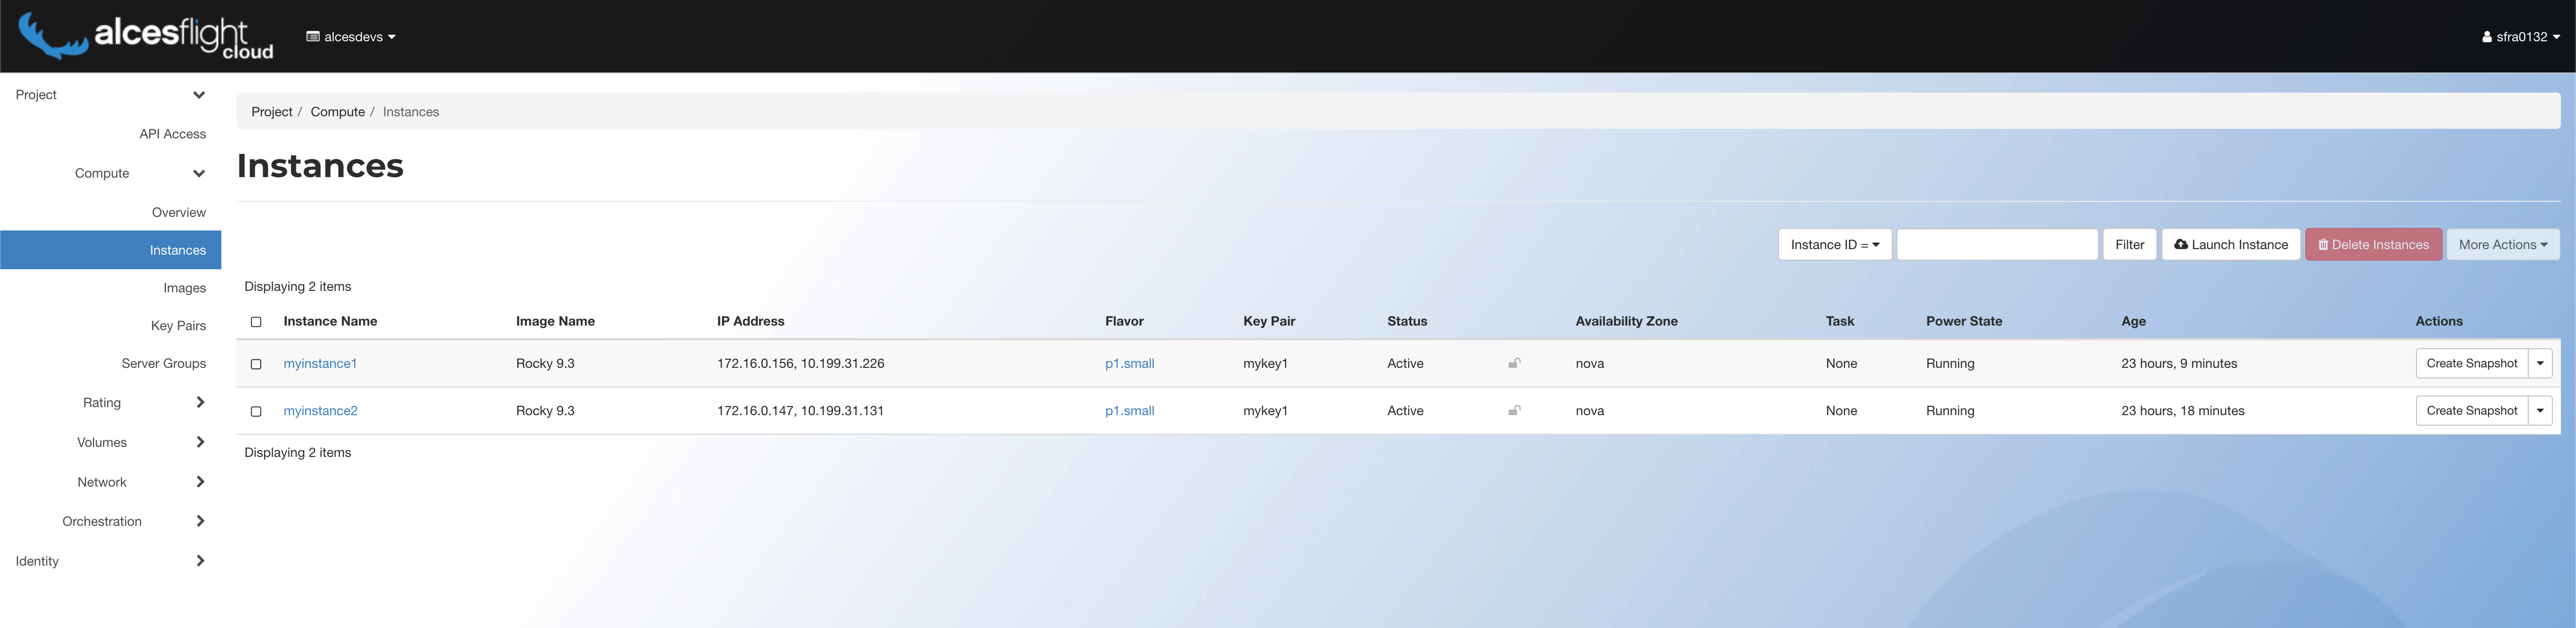 alcesflight
cloud
alcesdevs
sfra0132
Project
API Access
Compute
Overview
Instances
Images
Key Pairs
Server Groups
Rating
Volumes
Network
Orchestration
Identity
Project / Compute / Instances
Instances
Instance ID = Filter Launch Instance Delete Instances More Actions
Displaying 2 items
Instance Name Image Name IP Address Flavor Key Pair Status Availability Zone Task Power State Age Actions
myinstance1 Rocky 9.3 172.16.0.156, 10.199.31.226 p1.small mykey1 Active nova None Running 23 hours, 9 minutes Create Snapshot
myinstance2 Rocky 9.3 172.16.0.147, 10.199.31.131 p1.small mykey1 Active nova None Running 23 hours, 18 minutes Create Snapshot
Displaying 2 items